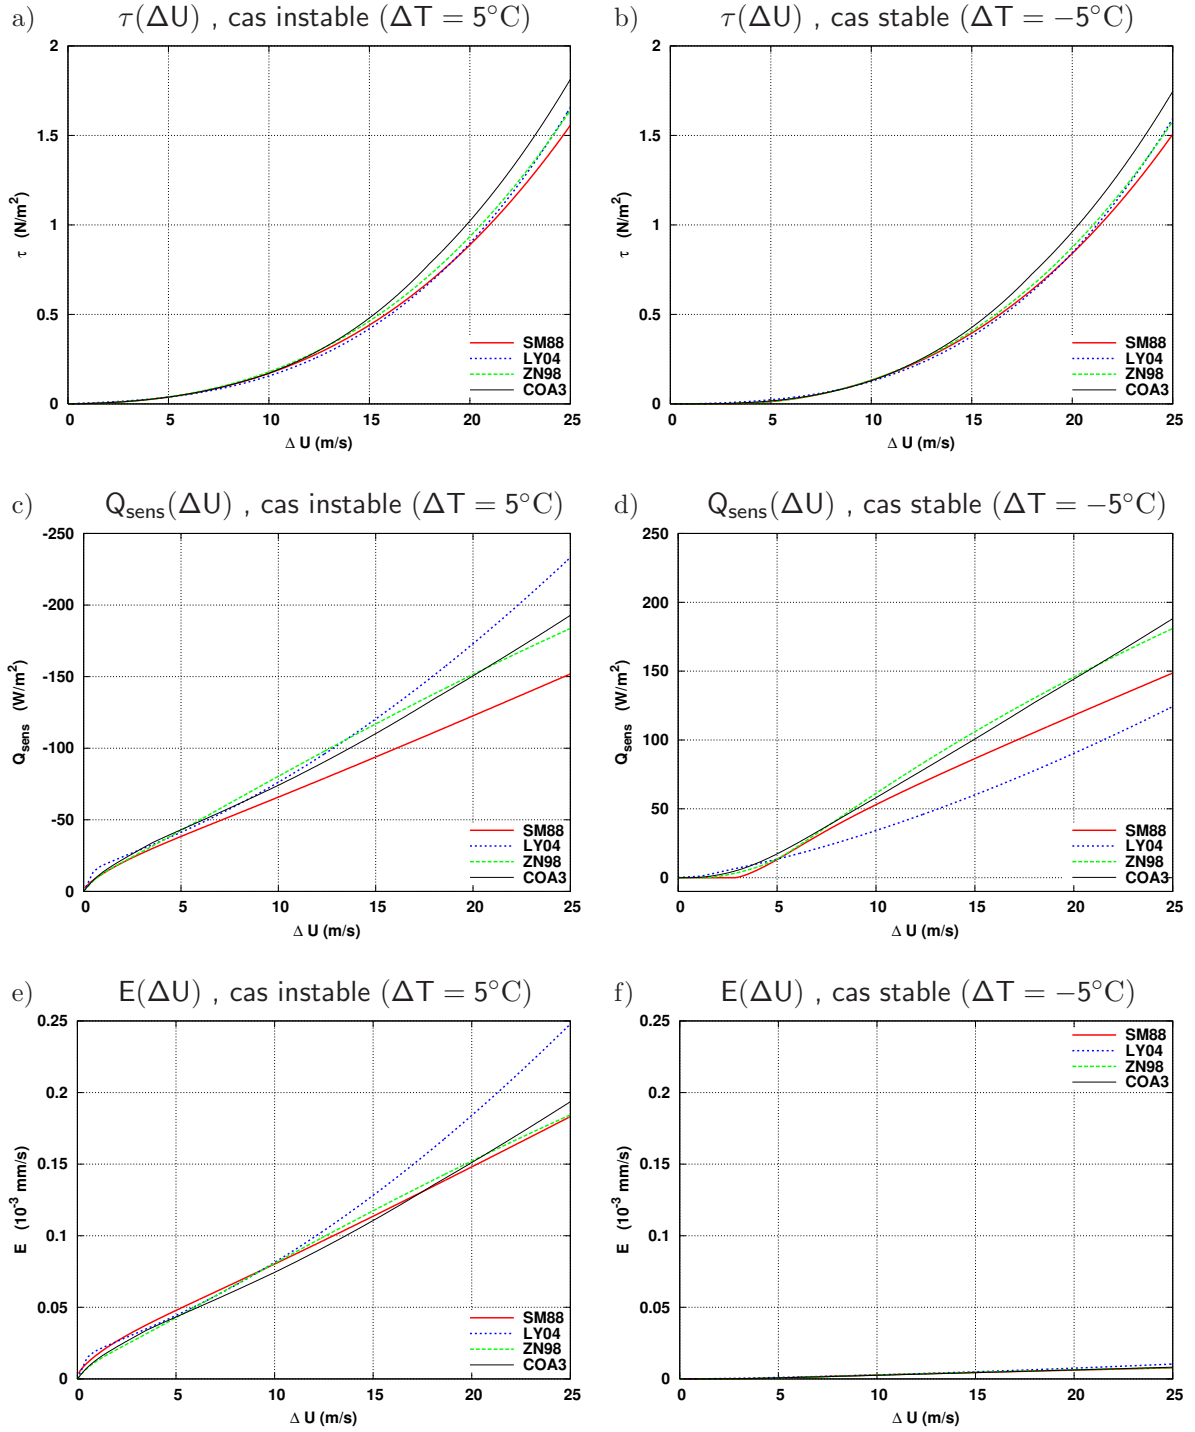 a) τ(ΔU) , cas instable (ΔT = 5°C)
2
1.5
1
0.5
0
τ (N/m²)
0 5 10 15 20 25
Δ U (m/s)
SM88
LY04
ZN98
COA3
b) τ(ΔU) , cas stable (ΔT = −5°C)
2
1.5
1
0.5
0
τ (N/m²)
0 5 10 15 20 25
Δ U (m/s)
SM88
LY04
ZN98
COA3
c) Qsens(ΔU) , cas instable (ΔT = 5°C)
-250
-200
-150
-100
-50
0
Qsens (W/m²)
0 5 10 15 20 25
Δ U (m/s)
SM88
LY04
ZN98
COA3
d) Qsens(ΔU) , cas stable (ΔT = −5°C)
250
200
150
100
50
0
Qsens (W/m²)
0 5 10 15 20 25
Δ U (m/s)
SM88
LY04
ZN98
COA3
e) E(ΔU) , cas instable (ΔT = 5°C)
0.25
0.2
0.15
0.1
0.05
0
E (10⁻³ mm/s)
0 5 10 15 20 25
Δ U (m/s)
SM88
LY04
ZN98
COA3
f) E(ΔU) , cas stable (ΔT = −5°C)
0.25
0.2
0.15
0.1
0.05
0
E (10⁻³ mm/s)
0 5 10 15 20 25
Δ U (m/s)
SM88
LY04
ZN98
COA3